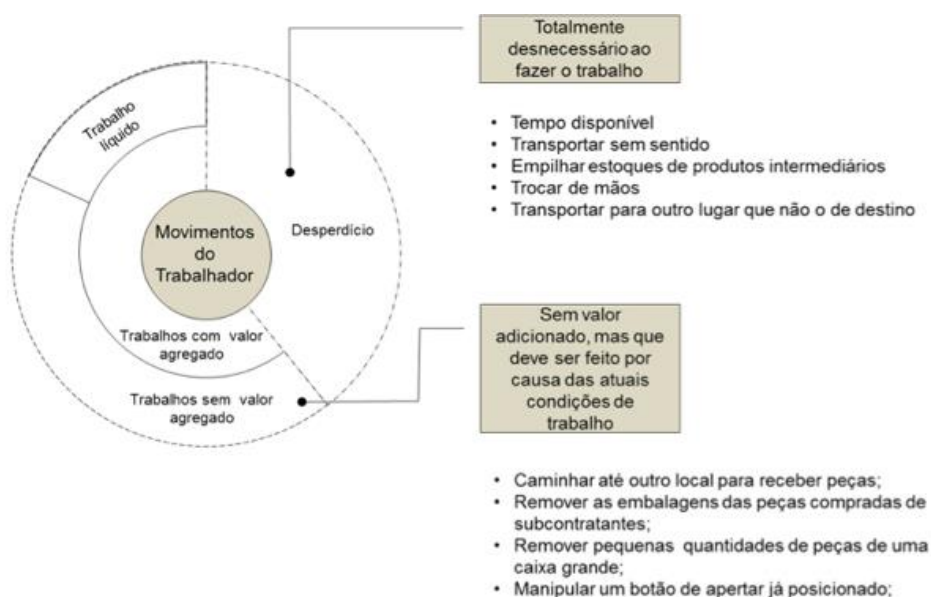 Totalmente
desnecessário ao
fazer o trabalho
• Tempo disponível
• Transportar sem sentido
• Empilhar estoques de produtos intermediários
• Trocar de mãos
• Transportar para outro lugar que não o de destino
Trabalho
líquido
Desperdício
Movimentos
do
Trabalhador
Trabalhos com valor
agregado
Trabalhos sem valor
agregado
Sem valor
adicionado, mas que
deve ser feito por
causa das atuais
condições de
trabalho
• Caminhar até outro local para receber peças;
• Remover as embalagens das peças compradas de
subcontratantes;
• Remover pequenas quantidades de peças de uma
caixa grande;
• Manipular um botão de apertar já posicionado;